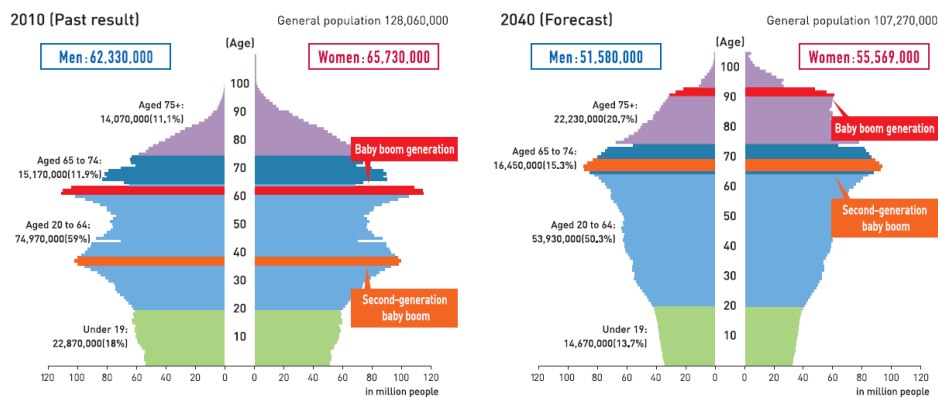 2010 (Past result)
General population 128,060,000
Men: 62,330,000
(Age)
Women: 65,730,000
100
90
80
70
60
50
40
30
20
10
Aged 75+:
14,070,000(11.1%)
Aged 65 to 74:
15,170,000(11.9%)
Aged 20 to 64:
74,970,000(59%)
Under 19:
22,870,000(18%)
Baby boom generation
Second-generation
baby boom
120 100 80 60 40 20 0 0 20 40 60 80 100 120
in million people
2040 (Forecast)
General population 107,270,000
Men: 51,580,000
(Age)
Women: 55,569,000
100
90
80
70
60
50
40
30
20
10
Aged 75+:
22,230,000(20.7%)
Aged 65 to 74:
16,450,000(15.3%)
Aged 20 to 64:
53,930,000(50.3%)
Under 19:
14,670,000(13.7%)
Baby boom generation
Second-generation
baby boom
120 100 80 60 40 20 0 0 20 40 60 80 100 120
in million people